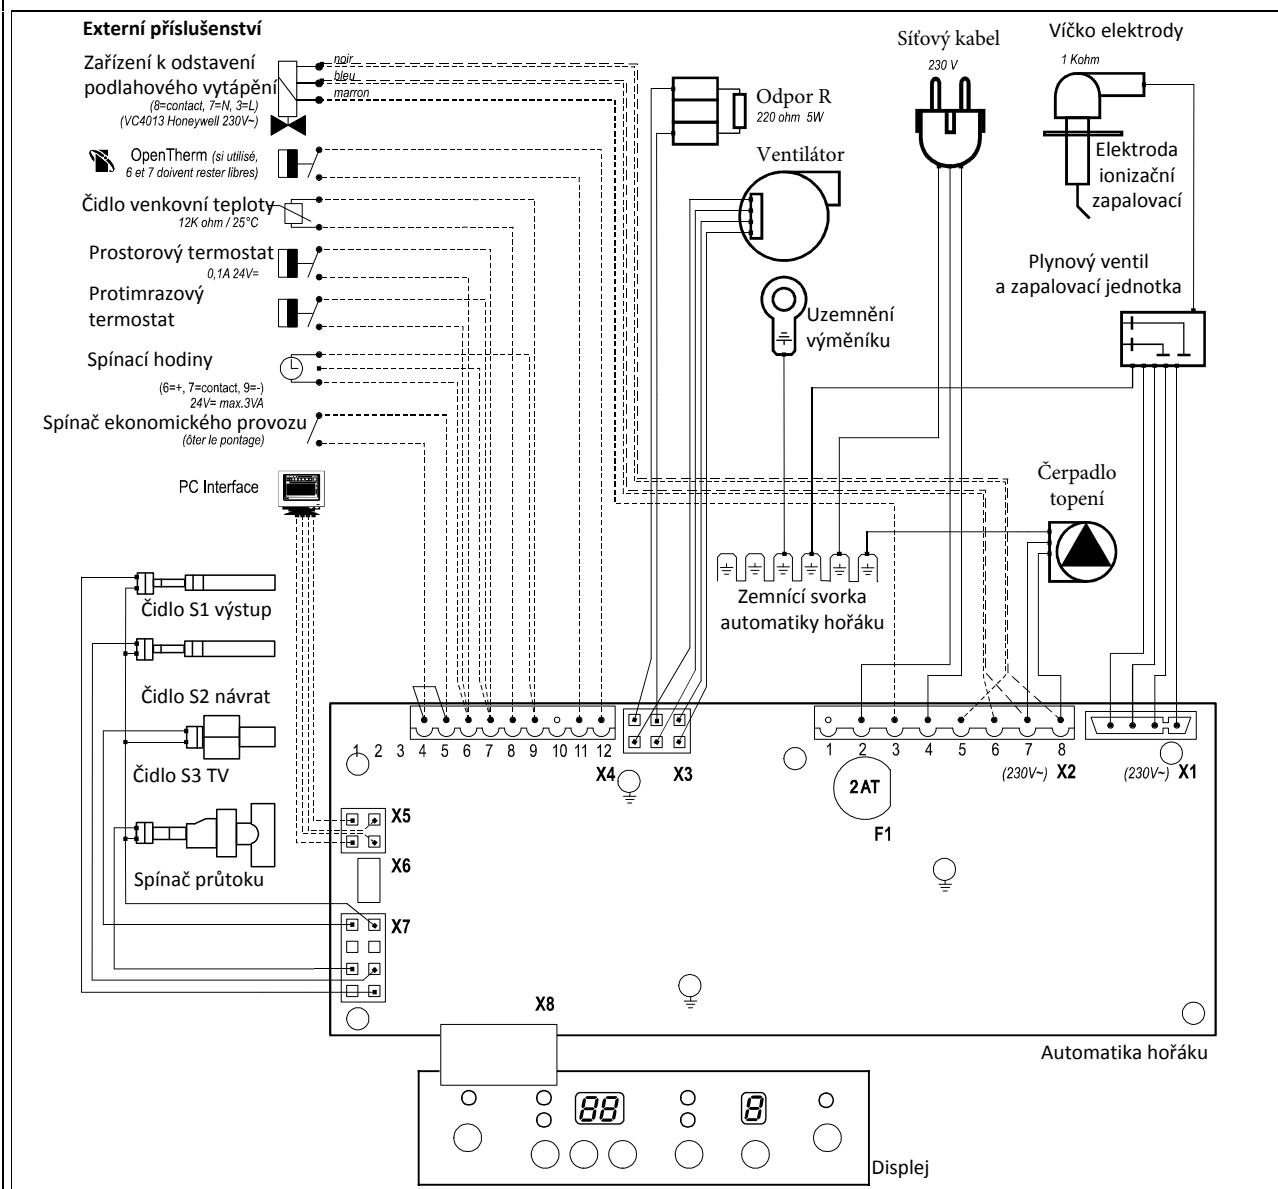 Externí příslušenství
Zařízení k odstavení
podlahového vytápění
(8=contact, 7=N, 3=L)
(VC4013 Honeywell 230V~)
noir
bleu
marron
OpenTherm (si utilisé,
6 et 7 doivent rester libres)
Čidlo venkovní teploty
12K ohm / 25°C
Prostorový termostat
0,1A 24V=
Protimrazový
termostat
Spínací hodiny
(6=+, 7=contact, 9=-)
24V= max.3VA
Spínač ekonomického provozu
(ôter le pontage)
PC Interface
Čidlo S1 výstup
Čidlo S2 návrat
Čidlo S3 TV
Spínač průtoku
Odpor R
220 ohm 5W
Ventilátor
Uzemnění
výměníku
Síťový kabel
230 V
Víčko elektrody
1 Kohm
Elektroda
ionizační
zapalovací
Plynový ventil
a zapalovací jednotka
Čerpadlo
topení
Zemnící svorka
automatiky hořáku
1 2 3 4 5 6 7 8 9 10 11 12
X4
X3
1 2 3 4 5 6 7 8
(230V~) X2
(230V~) X1
2AT
F1
X5
X6
X7
X8
Automatika hořáku
88
8
Displej